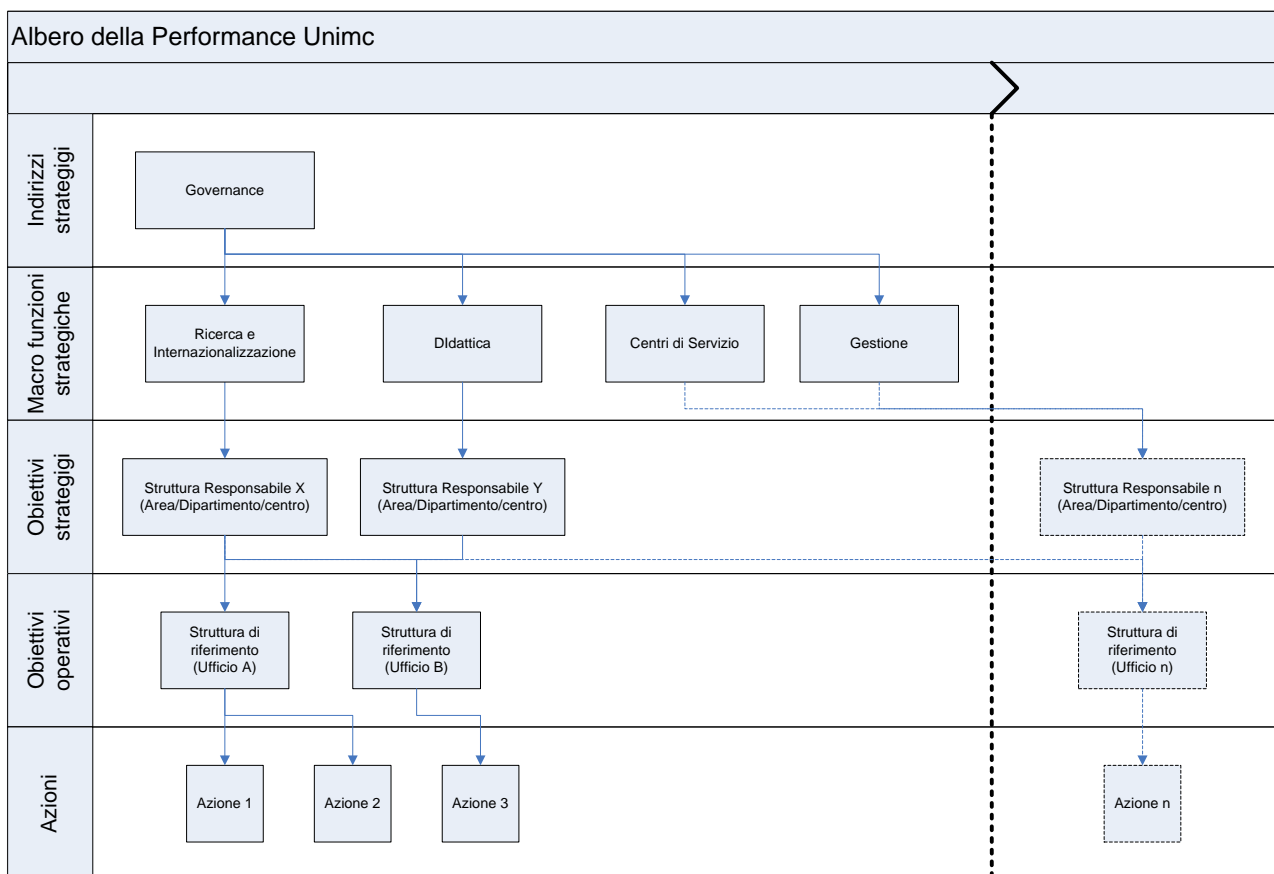 Albero della Performance Unimc
Indirizzi
strategigi
Governance
Macro funzioni
strategiche
Ricerca e
Internazionalizzazione
DIdattica
Centri di Servizio
Gestione
Obiettivi
strategigi
Struttura Responsabile X
(Area/Dipartimento/centro)
Struttura Responsabile Y
(Area/Dipartimento/centro)
Struttura Responsabile n
(Area/Dipartimento/centro)
Obiettivi
operativi
Struttura di
riferimento
(Ufficio A)
Struttura di
riferimento
(Ufficio B)
Struttura di
riferimento
(Ufficio n)
Azioni
Azione 1
Azione 2
Azione 3
Azione n